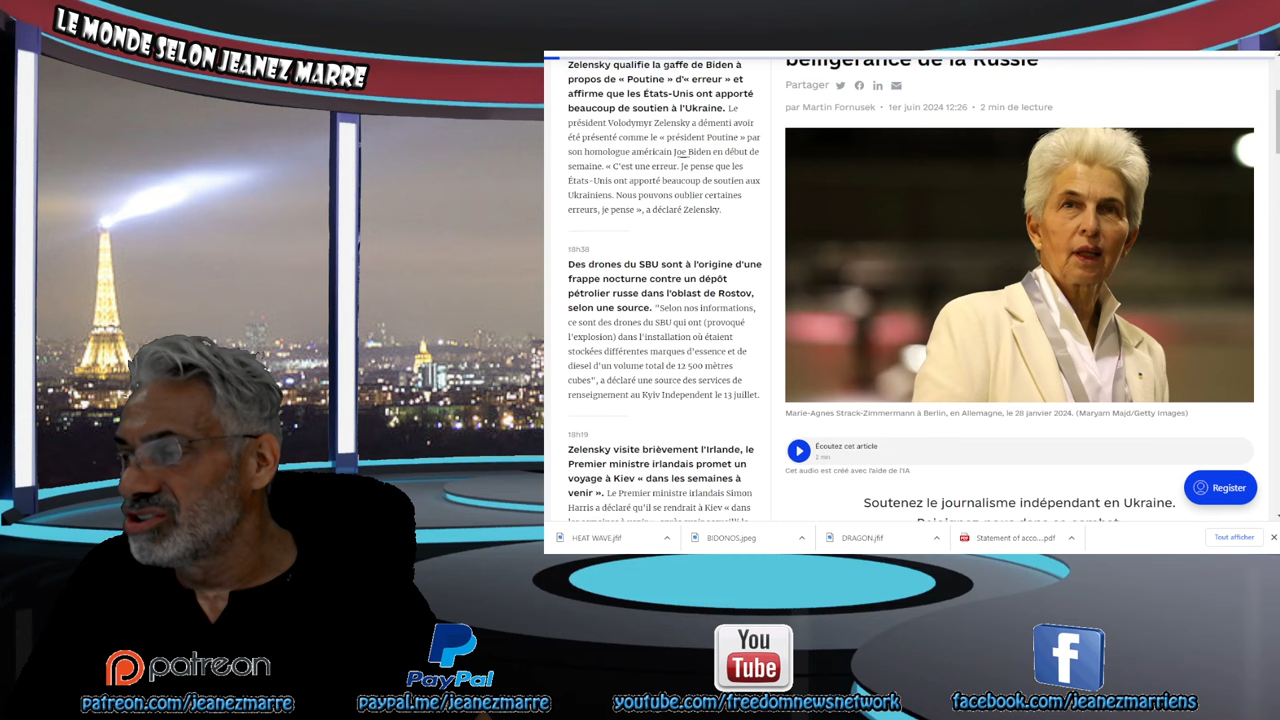 LE MONDE SELON JEANEZ MARRE
Zelensky qualifie la gaffe de Biden à
propos de « Poutine » d'« erreur » et
affirme que les États-Unis ont apporté
beaucoup de soutien à l'Ukraine. Le
président Volodymyr Zelensky a démenti avoir
été présenté comme le « président Poutine » par
son homologue américain Joe Biden en début de
semaine. « C'est une erreur. Je pense que les
États-Unis ont apporté beaucoup de soutien aux
Ukrainiens. Nous pouvons oublier certaines
erreurs, je pense », a déclaré Zelensky.
18h38
Des drones du SBU sont à l'origine d'une
frappe nocturne contre un dépôt
pétrolier russe dans l'oblast de Rostov,
selon une source. "Selon nos informations,
ce sont des drones du SBU qui ont (provoqué
l'explosion) dans l'installation où étaient
stockées différentes marques d'essence et de
diesel d'un volume total de 12 500 mètres
cubes", a déclaré une source des services de
renseignement au Kyiv Independent le 13 juillet.
18h19
Zelensky visite brièvement l'Irlande, le
Premier ministre irlandais promet un
voyage à Kiev « dans les semaines à
venir ». Le Premier ministre irlandais Simon
Harris a déclaré qu'il se rendrait à Kiev « dans
belligérance de la Russie
Partager
par Martin Fornusek • 1er juin 2024 12:26 • 2 min de lecture
Marie-Agnes Strack-Zimmermann à Berlin, en Allemagne, le 28 janvier 2024. (Maryam Majd/Getty Images)
Écoutez cet article
2 min
Cet audio est créé avec l'aide de l'IA
Register
Soutenez le journalisme indépendant en Ukraine.
HEAT WAVE.jfif
BIDONOS.jpeg
DRAGON.jfif
Statement of acco....pdf
Tout afficher
patreon
PayPal
You
Tube
f
patreon.com/jeanezmarre
paypal.me/jeanezmarre
youtube.com/freedomnewsnetwork
facebook.com/jeanezmarriens